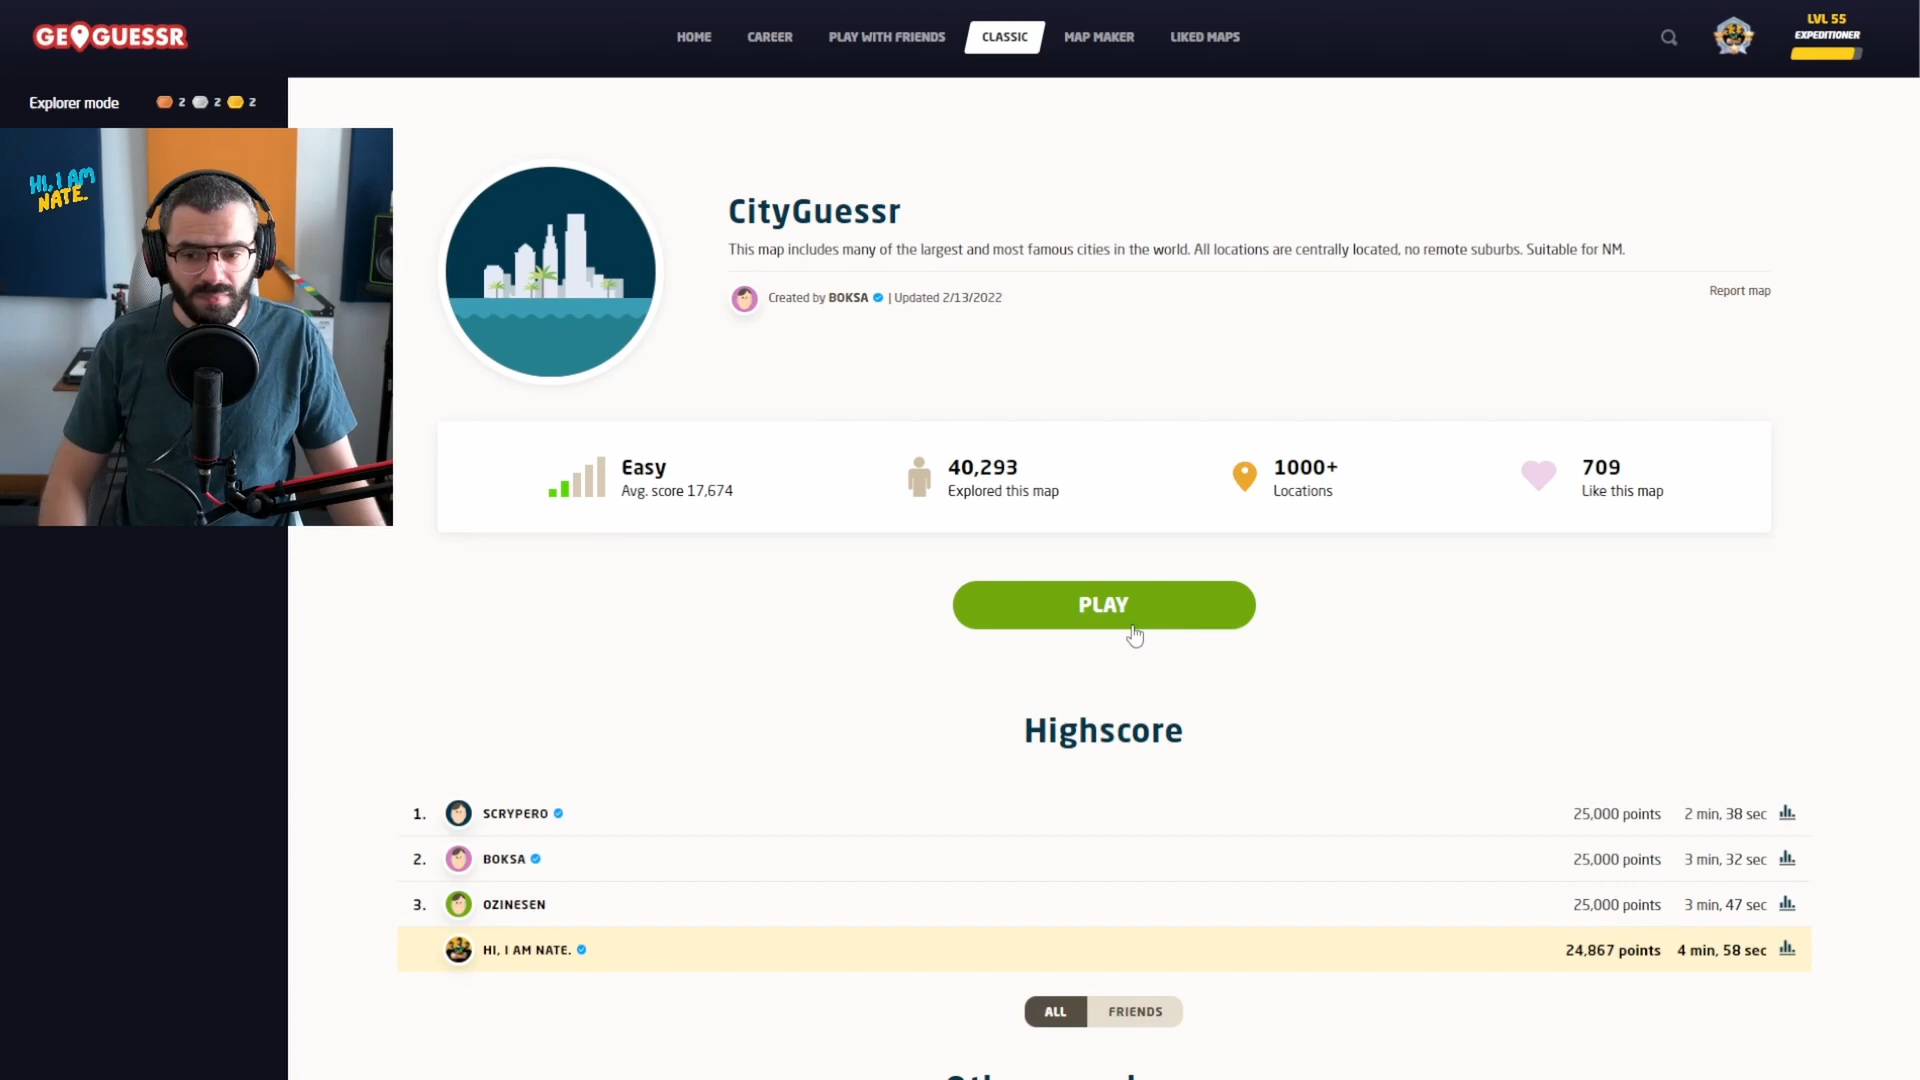 GEOGUESSR
HOME CAREER PLAY WITH FRIENDS CLASSIC MAP MAKER LIKED MAPS
LVL 55
EXPEDITIONER
Explorer mode 2 2 2
HI, I AM
NATE.
CityGuessr
This map includes many of the largest and most famous cities in the world. All locations are centrally located, no remote suburbs. Suitable for NM.
Created by BOKSA | Updated 2/13/2022
Report map
Easy
Avg. score 17,674
40,293
Explored this map
1000+
Locations
709
Like this map
PLAY
Highscore
1. SCRYPERO 25,000 points 2 min, 38 sec
2. BOKSA 25,000 points 3 min, 32 sec
3. OZINESEN 25,000 points 3 min, 47 sec
HI, I AM NATE. 24,867 points 4 min, 58 sec
ALL FRIENDS